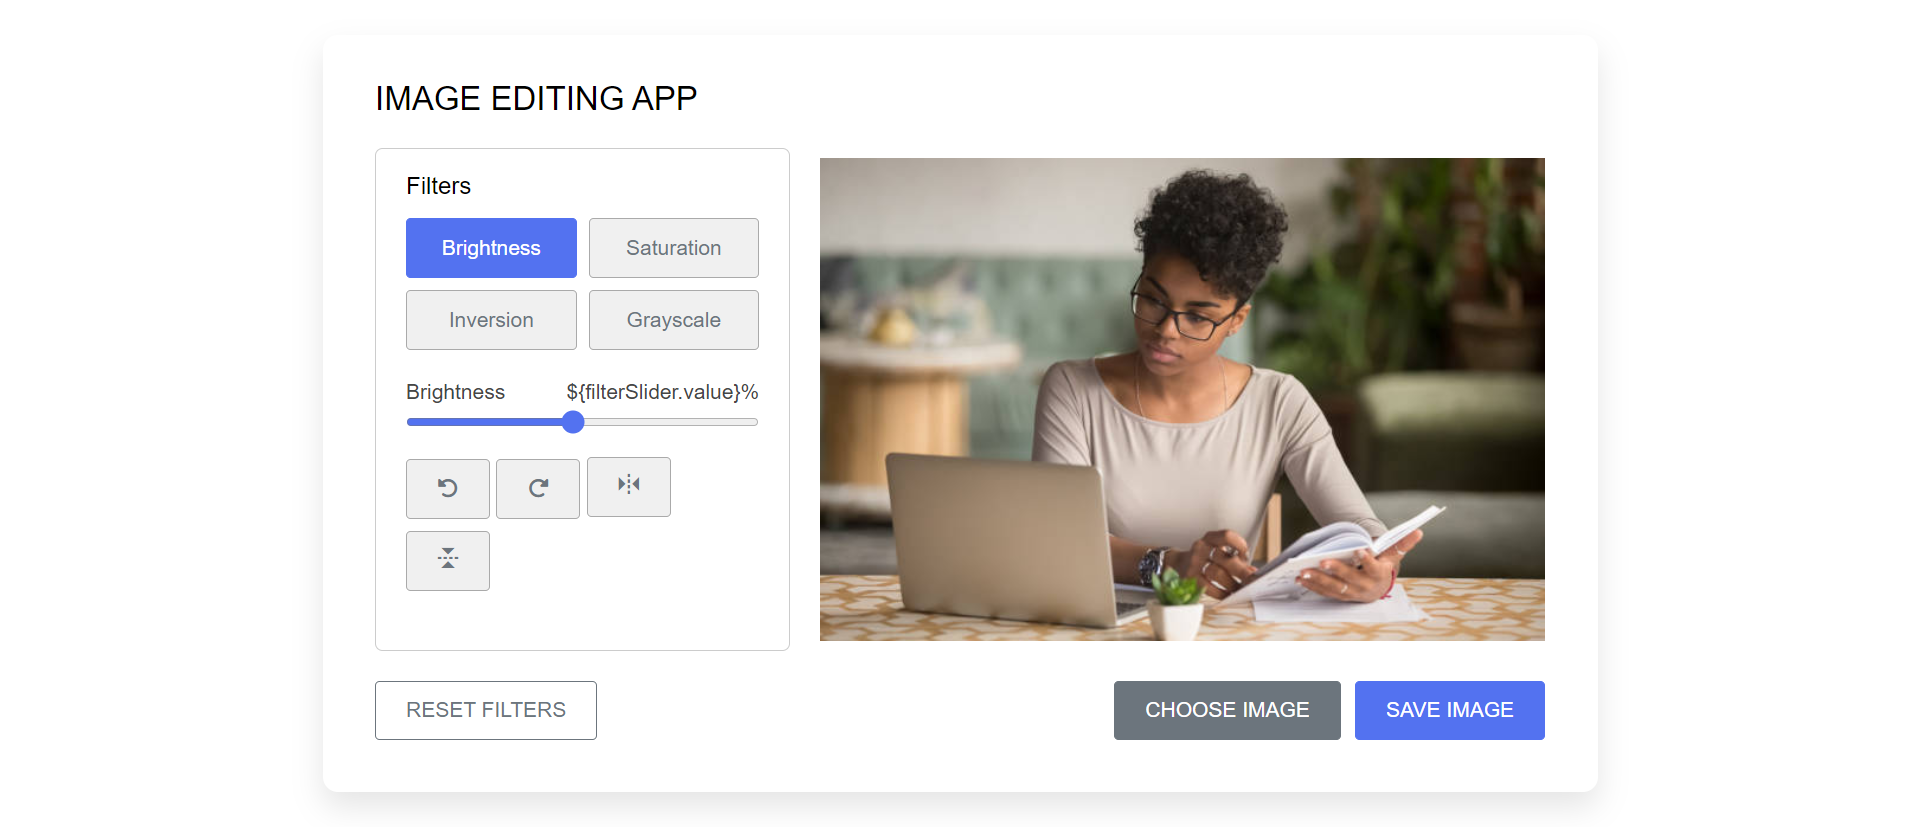 IMAGE EDITING APP
Filters
Brightness Saturation
Inversion Grayscale
Brightness ${filterSlider.value}%
RESET FILTERS CHOOSE IMAGE SAVE IMAGE